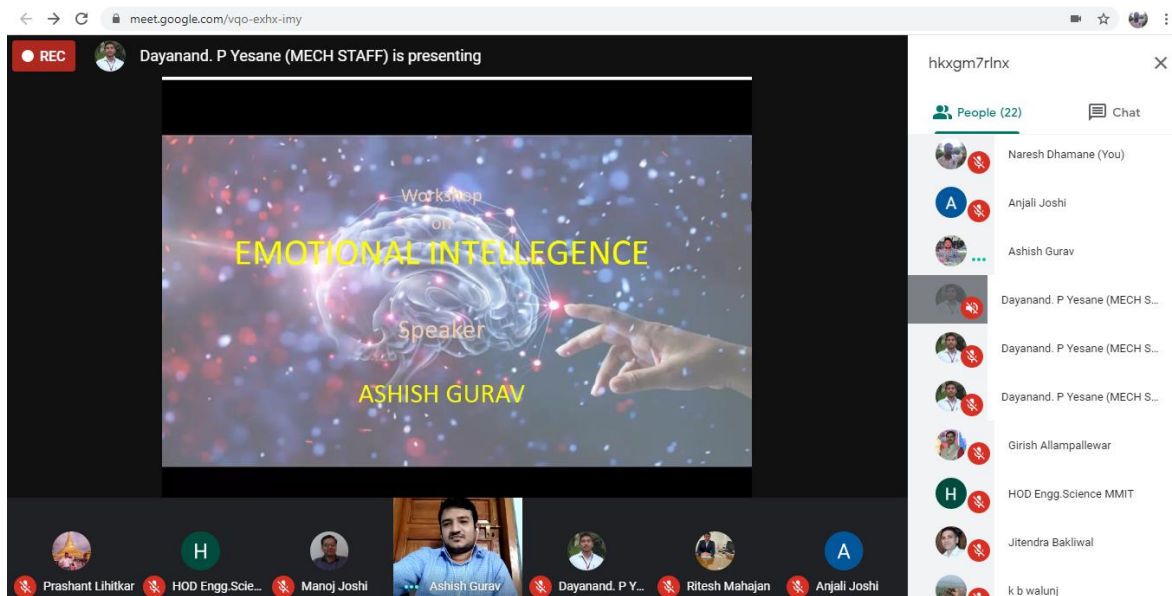 meet.google.com/vqo-exhx-imy
REC
Dayanand. P Yesane (MECH STAFF) is presenting
Workshop
on
EMOTIONAL INTELLEGENCE
Speaker
ASHISH GURAV
Prashant Lihitkar
H
HOD Engg.Scie...
Manoj Joshi
Ashish Gurav
Dayanand. P Y...
Ritesh Mahajan
A
Anjali Joshi
hkxgm7rlnx
People (22)
Chat
Naresh Dhamane (You)
A
Anjali Joshi
Ashish Gurav
Dayanand. P Yesane (MECH S...
Dayanand. P Yesane (MECH S...
Dayanand. P Yesane (MECH S...
Girish Allampallewar
H
HOD Engg.Science MMIT
Jitendra Bakliwal
k b walunj